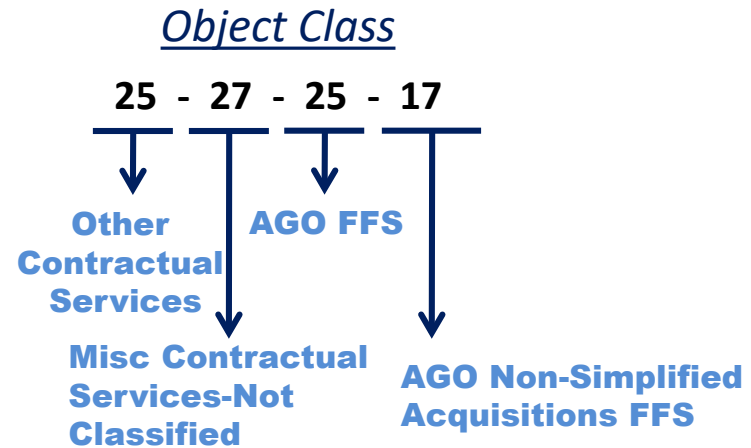 Object Class
25 - 27 - 25 - 17
Other
Contractual
Services
AGO FFS
Misc Contractual
Services-Not
Classified
AGO Non-Simplified
Acquisitions FFS